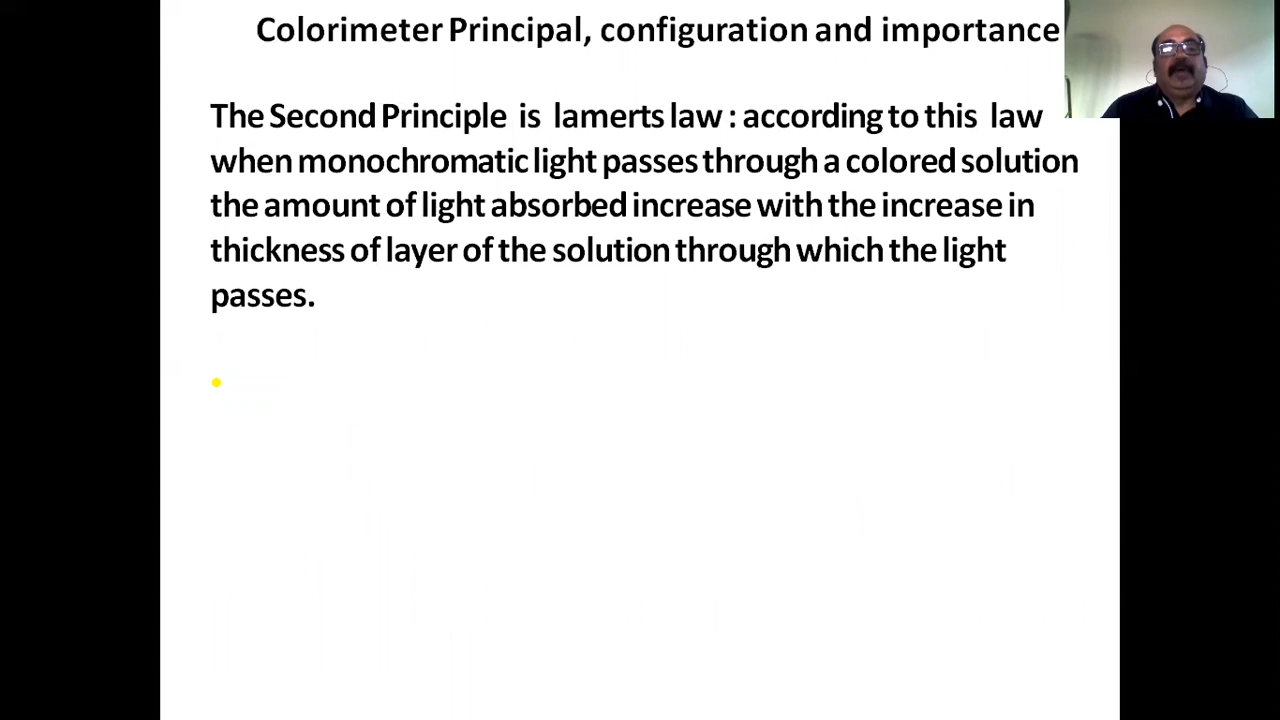 Colorimeter Principal, configuration and importance
The Second Principle is lamerts law : according to this law
when monochromatic light passes through a colored solution
the amount of light absorbed increase with the increase in
thickness of layer of the solution through which the light
passes.